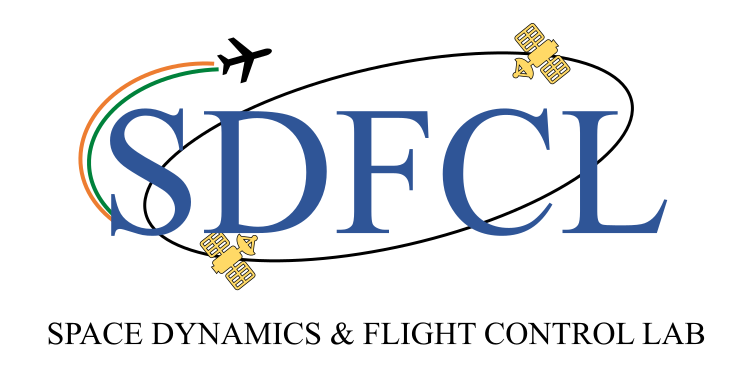 SDFCL
SPACE DYNAMICS & FLIGHT CONTROL LAB